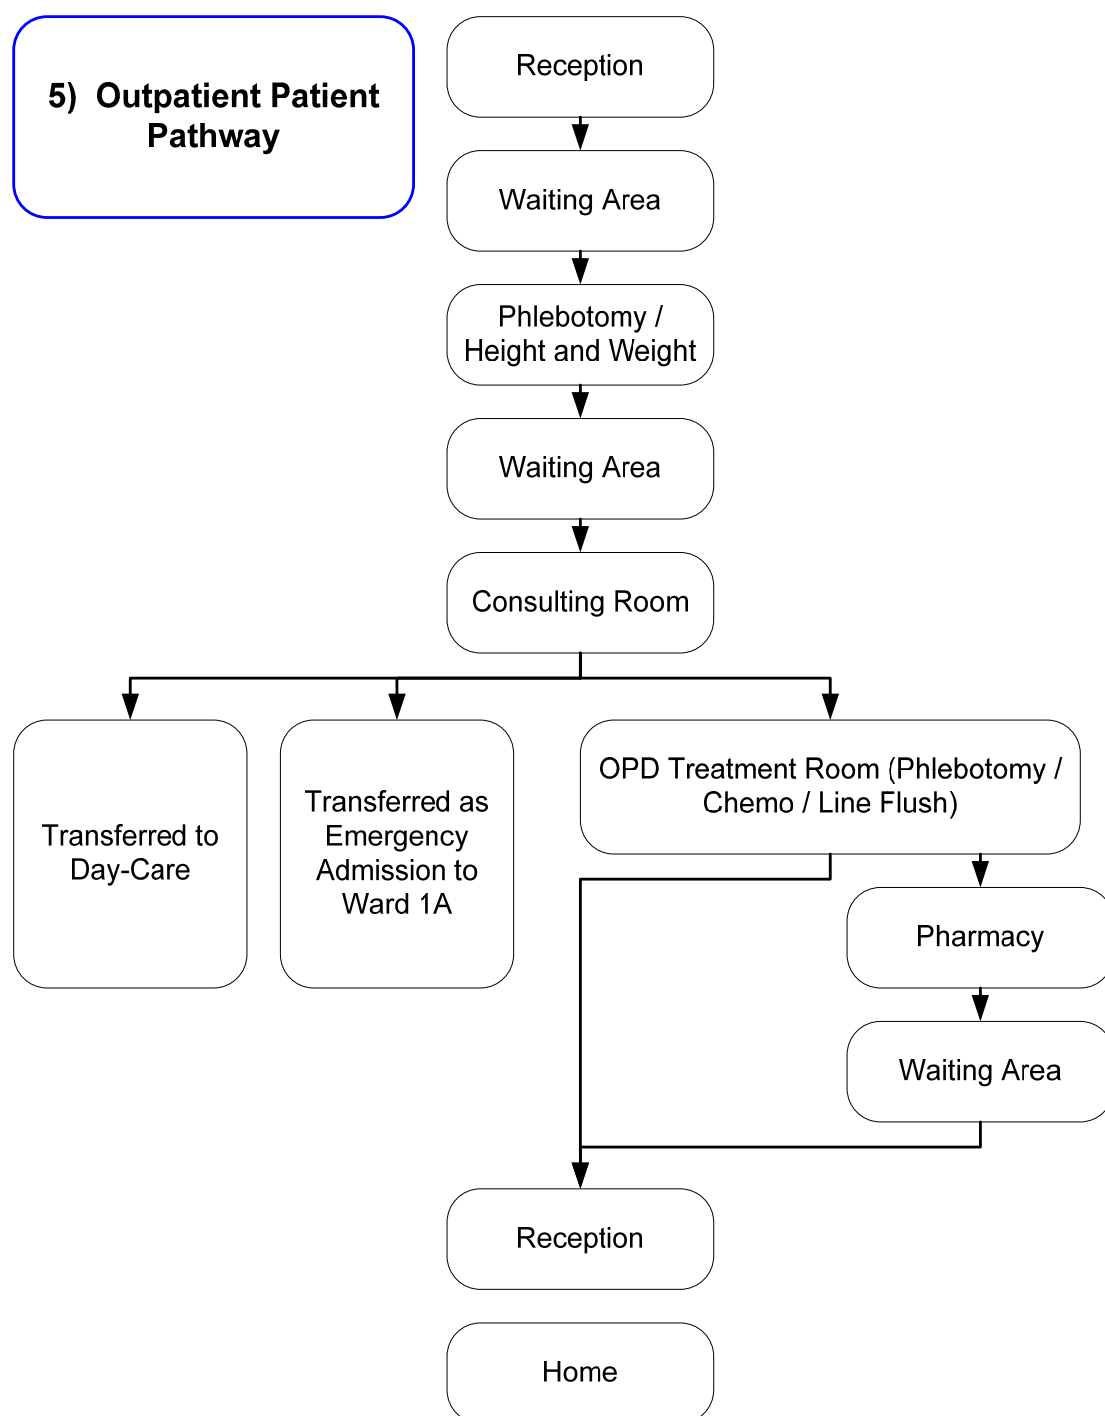 5) Outpatient Patient
Pathway
Reception
Waiting Area
Phlebotomy /
Height and Weight
Waiting Area
Consulting Room
Transferred to
Day-Care
Transferred as
Emergency
Admission to
Ward 1A
OPD Treatment Room (Phlebotomy /
Chemo / Line Flush)
Pharmacy
Waiting Area
Reception
Home